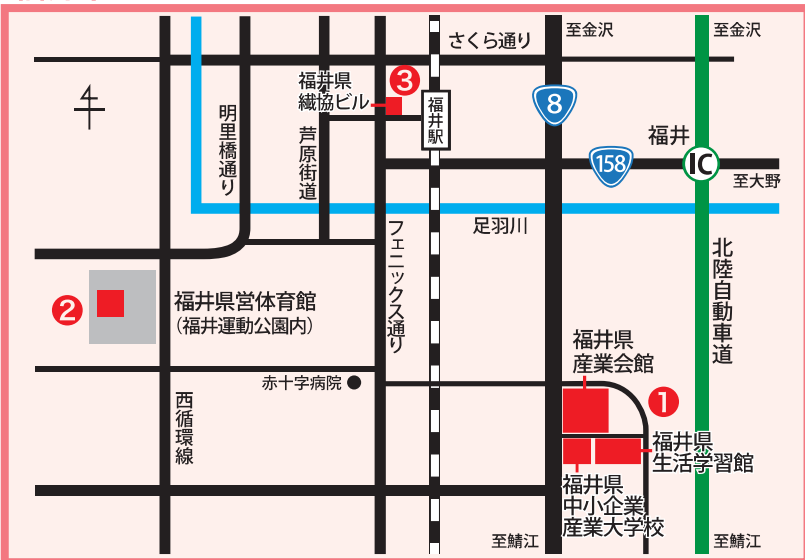 さくら通り
至金沢
至金沢
福井県
繊協ビル
3
福井駅
8
明里橋通り
芦原街道
158
福井
IC
至大野
足羽川
フェニックス通り
北陸自動車道
2
福井県営体育館
（福井運動公園内）
福井県
産業会館
赤十字病院
1
西循環線
福井県
生活学習館
福井県
中小企業
産業大学校
至鯖江
至鯖江